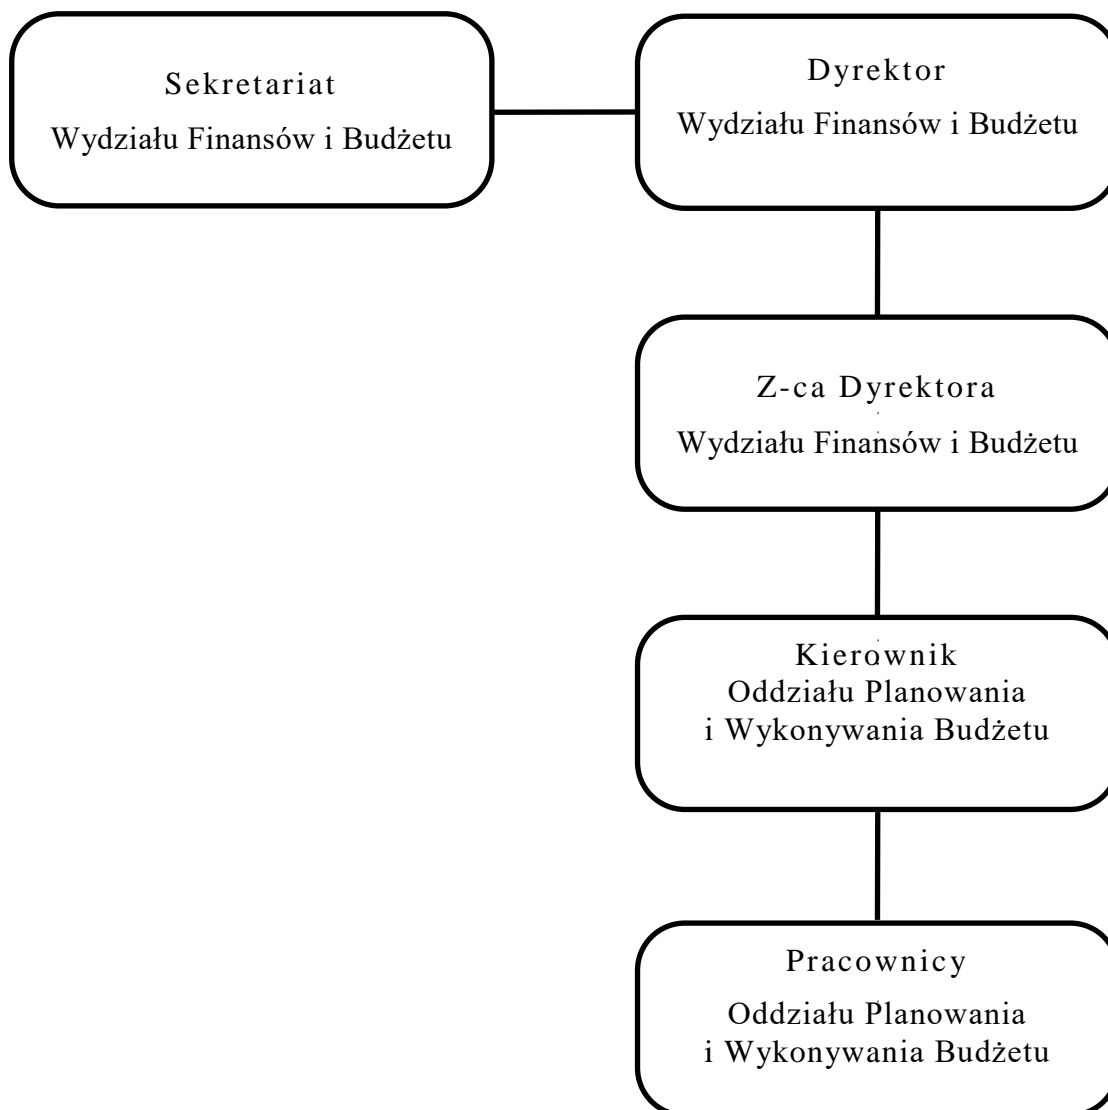 Sekretariat
Wydziału Finansów i Budżetu
Dyrektor
Wydziału Finansów i Budżetu
Z-ca Dyrektora
Wydziału Finansów i Budżetu
Kierownik
Oddziału Planowania
i Wykonywania Budżetu
Pracownicy
Oddziału Planowania
i Wykonywania Budżetu